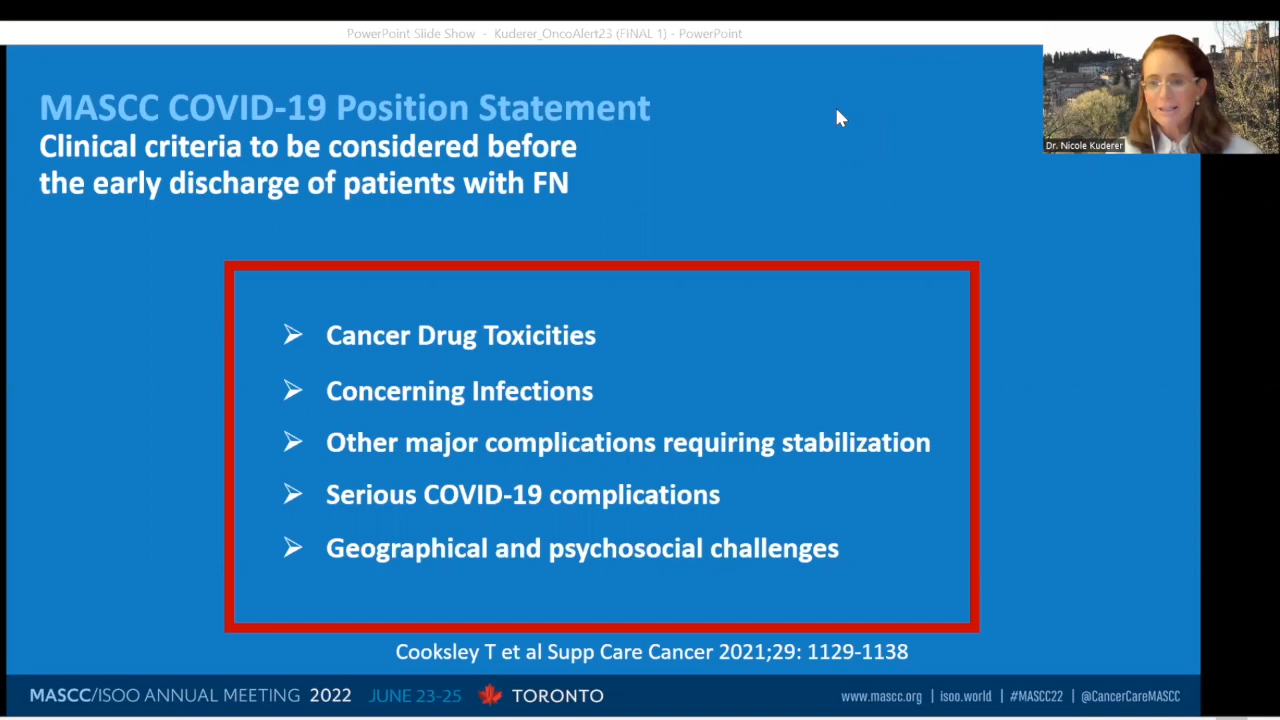 PowerPoint Slide Show - Kuderer_OncoAlert23 (FINAL 1) - PowerPoint
Dr. Nicole Kuderer
MASCC COVID-19 Position Statement
Clinical criteria to be considered before
the early discharge of patients with FN
Cancer Drug Toxicities
Concerning Infections
Other major complications requiring stabilization
Serious COVID-19 complications
Geographical and psychosocial challenges
Cooksley T et al Supp Care Cancer 2021;29: 1129-1138
MASCC/ISOO ANNUAL MEETING 2022 JUNE 23-25 TORONTO
www.mascc.org | isoo.world | #MASCC22 | @CancerCareMASCC